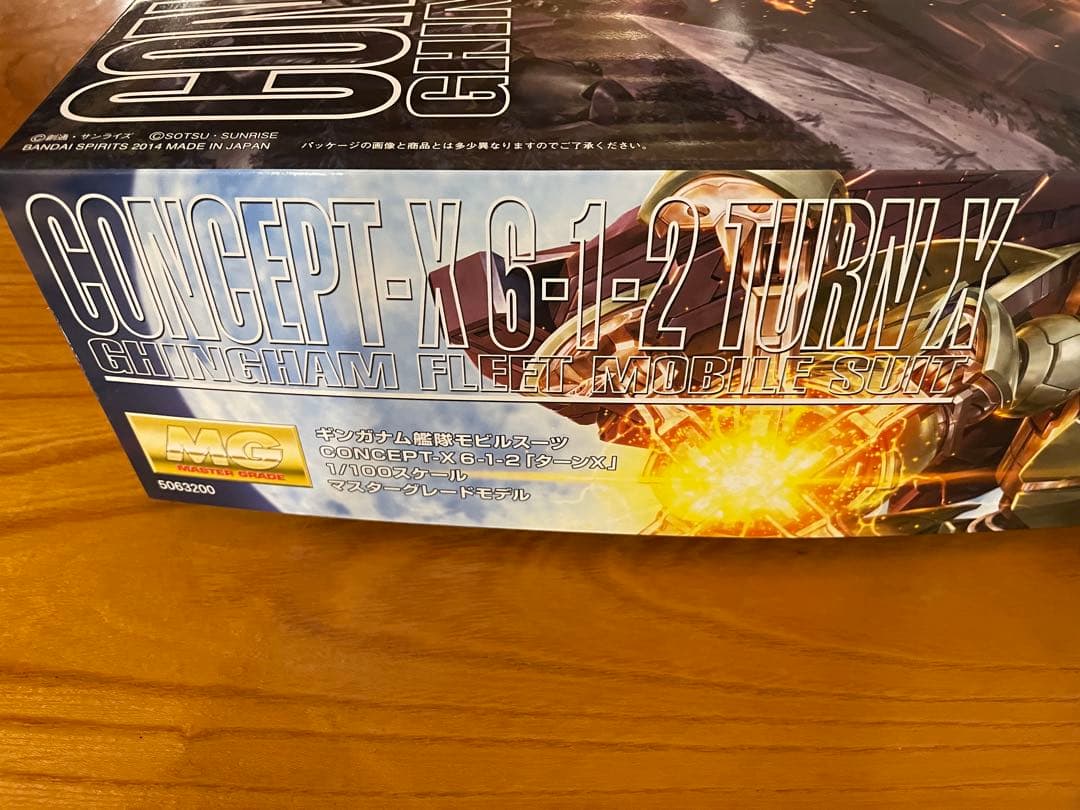 CON
GHIN
©創通・サンライズ ©SOTSU・SUNRISE
BANDAI SPIRITS 2014 MADE IN JAPAN パッケージの画像と商品とは多少異なりますのでご了承ください。
CONCEPT-X 6-1-2 TURN X
GHINGHAM FLEET MOBILE SUIT
MG
MASTER GRADE
5063200
ギンガナム艦隊モビルスーツ
CONCEPT-X 6-1-2「ターンX」
1/100スケール
マスターグレードモデル